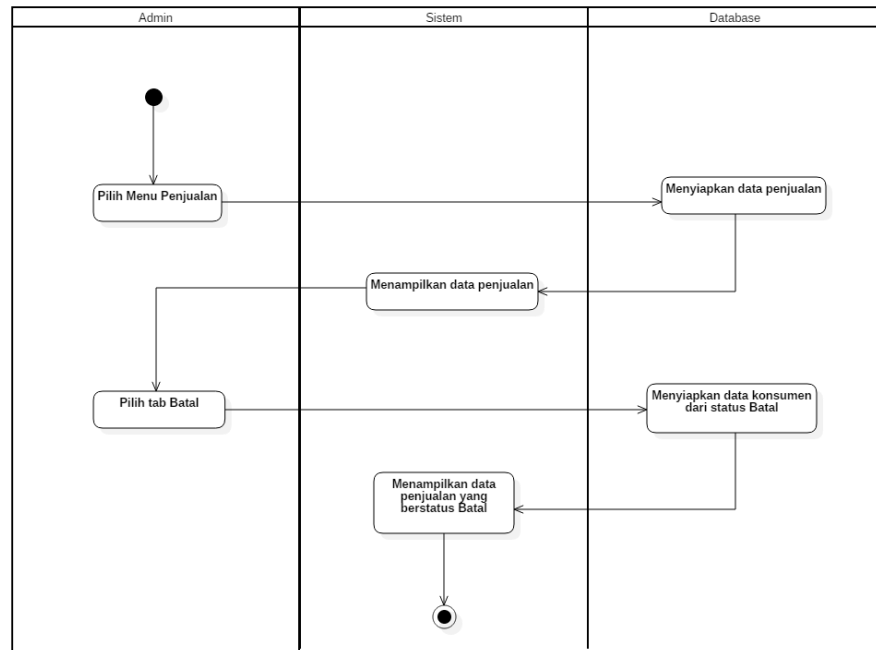 Admin
Sistem
Database
Pilih Menu Penjualan
Menyiapkan data penjualan
Menampilkan data penjualan
Pilih tab Batal
Menyiapkan data konsumen
dari status Batal
Menampilkan data
penjualan yang
berstatus Batal